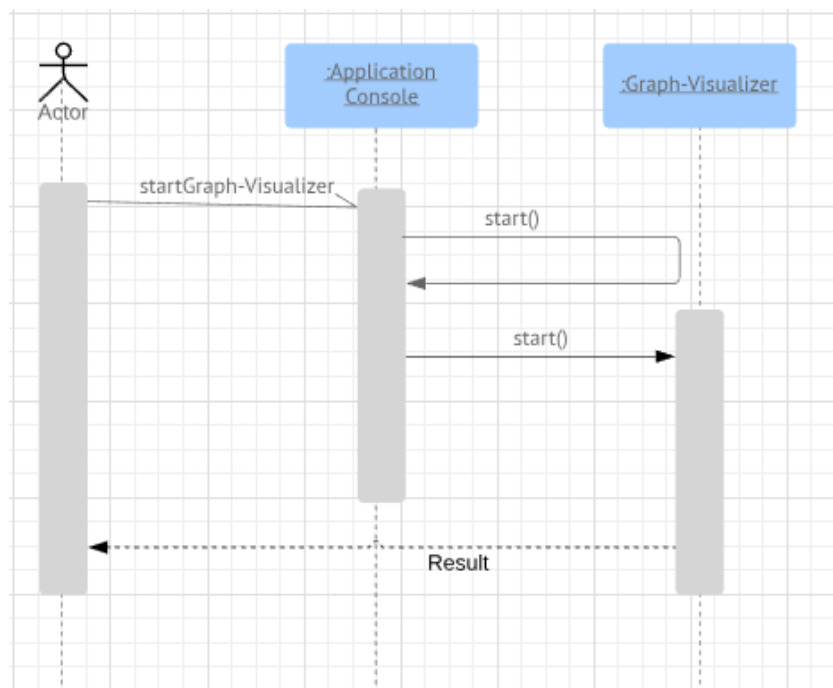 :Application
Console
:Graph-Visualizer
Actor
startGraph-Visualizer
start()
start()
Result